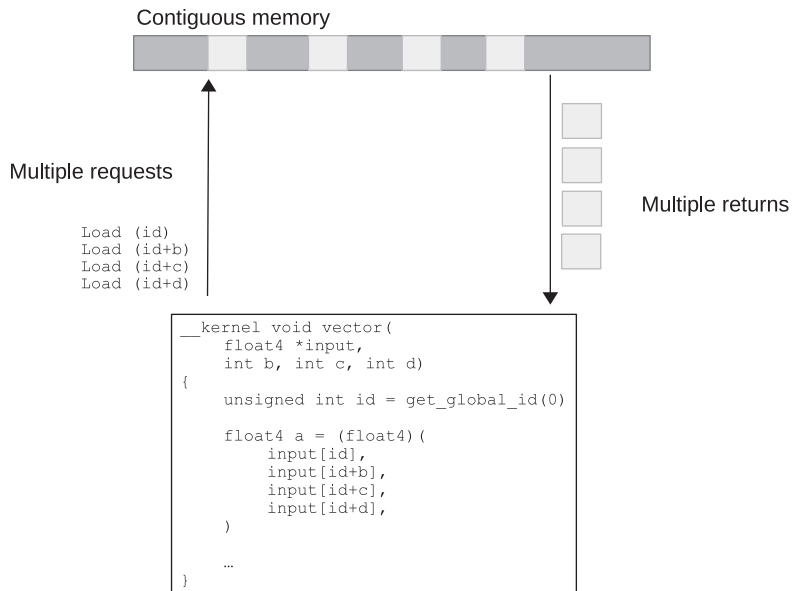 Contiguous memory
Multiple requests
Multiple returns
Load (id)
Load (id+b)
Load (id+c)
Load (id+d)
__kernel void vector(
float4 *input,
int b, int c, int d)
{
unsigned int id = get_global_id(0)
float4 a = (float4)(
input[id],
input[id+b],
input[id+c],
input[id+d],
)
…
}